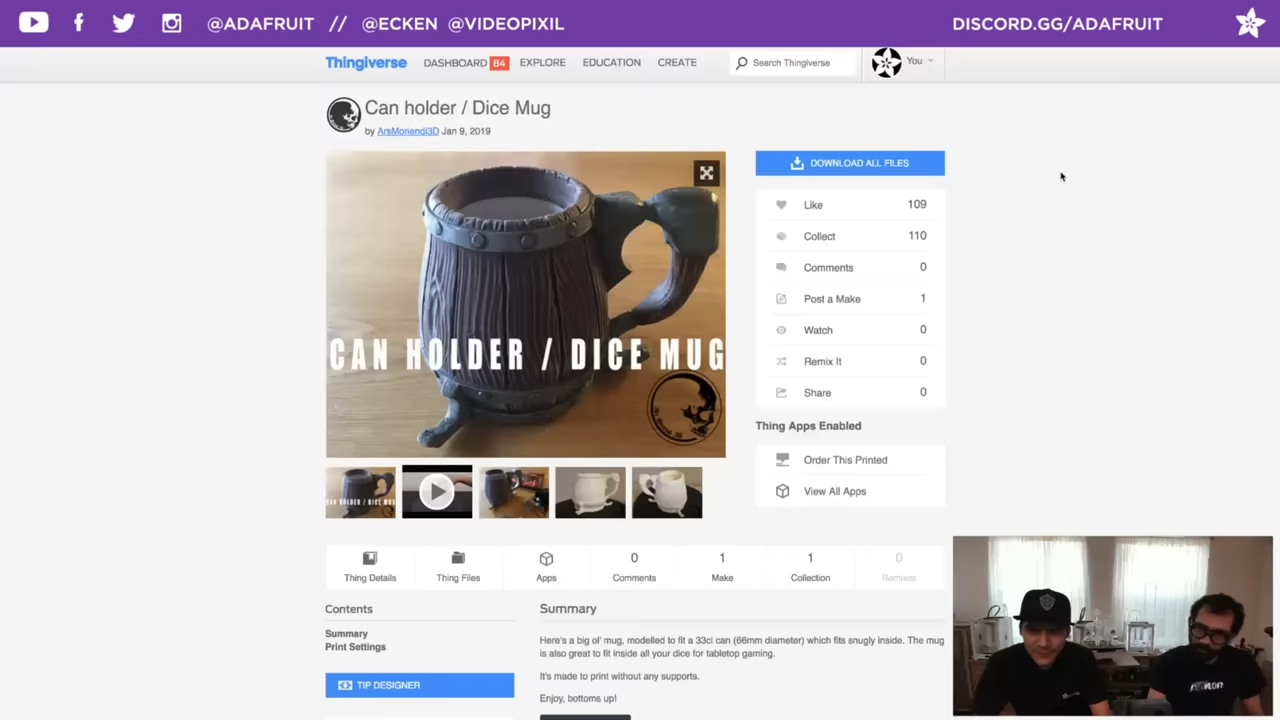 @ADAFRUIT // @ECKEN @VIDEOPIXIL
DISCORD.GG/ADAFRUIT
Thingiverse
DASHBOARD 84 EXPLORE EDUCATION CREATE
Search Thingiverse
You
Can holder / Dice Mug
by ArsMoriendi3D Jan 9, 2019
CAN HOLDER / DICE MUG
DOWNLOAD ALL FILES
Like 109
Collect 110
Comments 0
Post a Make 1
Watch 0
Remix It 0
Share 0
Thing Apps Enabled
Order This Printed
View All Apps
Thing Details
Thing Files
Apps
0 Comments
1 Make
1 Collection
0 Remixes
Contents
Summary
Print Settings
TIP DESIGNER
Summary
Here's a big ol' mug, modelled to fit a 33cl can (66mm diameter) which fits snugly inside. The mug
is also great to fit inside all your dice for tabletop gaming.
It's made to print without any supports.
Enjoy, bottoms up!